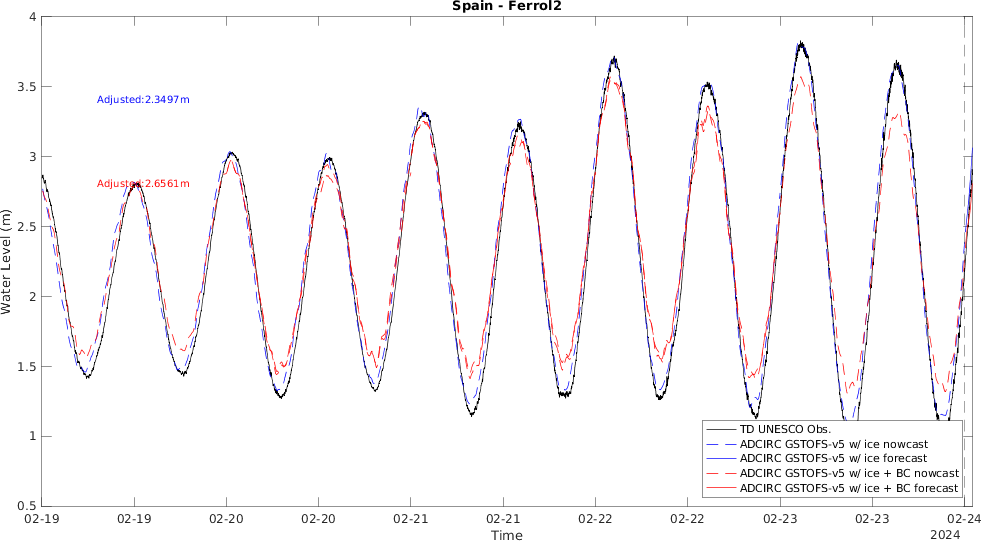 Spain - Ferrol2
4
3.5
3
2.5
2
1.5
1
0.5
Water Level (m)
Adjusted:2.3497m
Adjusted:2.6561m
TD UNESCO Obs.
ADCIRC GSTOFS-v5 w/ ice nowcast
ADCIRC GSTOFS-v5 w/ ice forecast
ADCIRC GSTOFS-v5 w/ ice + BC nowcast
ADCIRC GSTOFS-v5 w/ ice + BC forecast
02-19 02-19 02-20 02-20 02-21 02-21 02-22 02-22 02-23 02-23 02-24
Time
2024